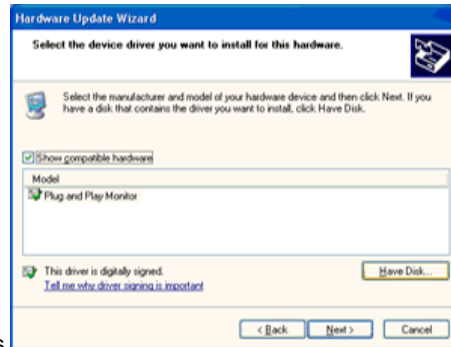 Hardware Update Wizard
Select the device driver you want to install for this hardware.
Select the manufacturer and model of your hardware device and then click Next. If you
have a disk that contains the driver you want to install, click Have Disk.
Show compatible hardware
Model
Plug and Play Monitor
This driver is digitally signed.
Have Disk...
Tell me why driver signing is important
< Back
Next >
Cancel